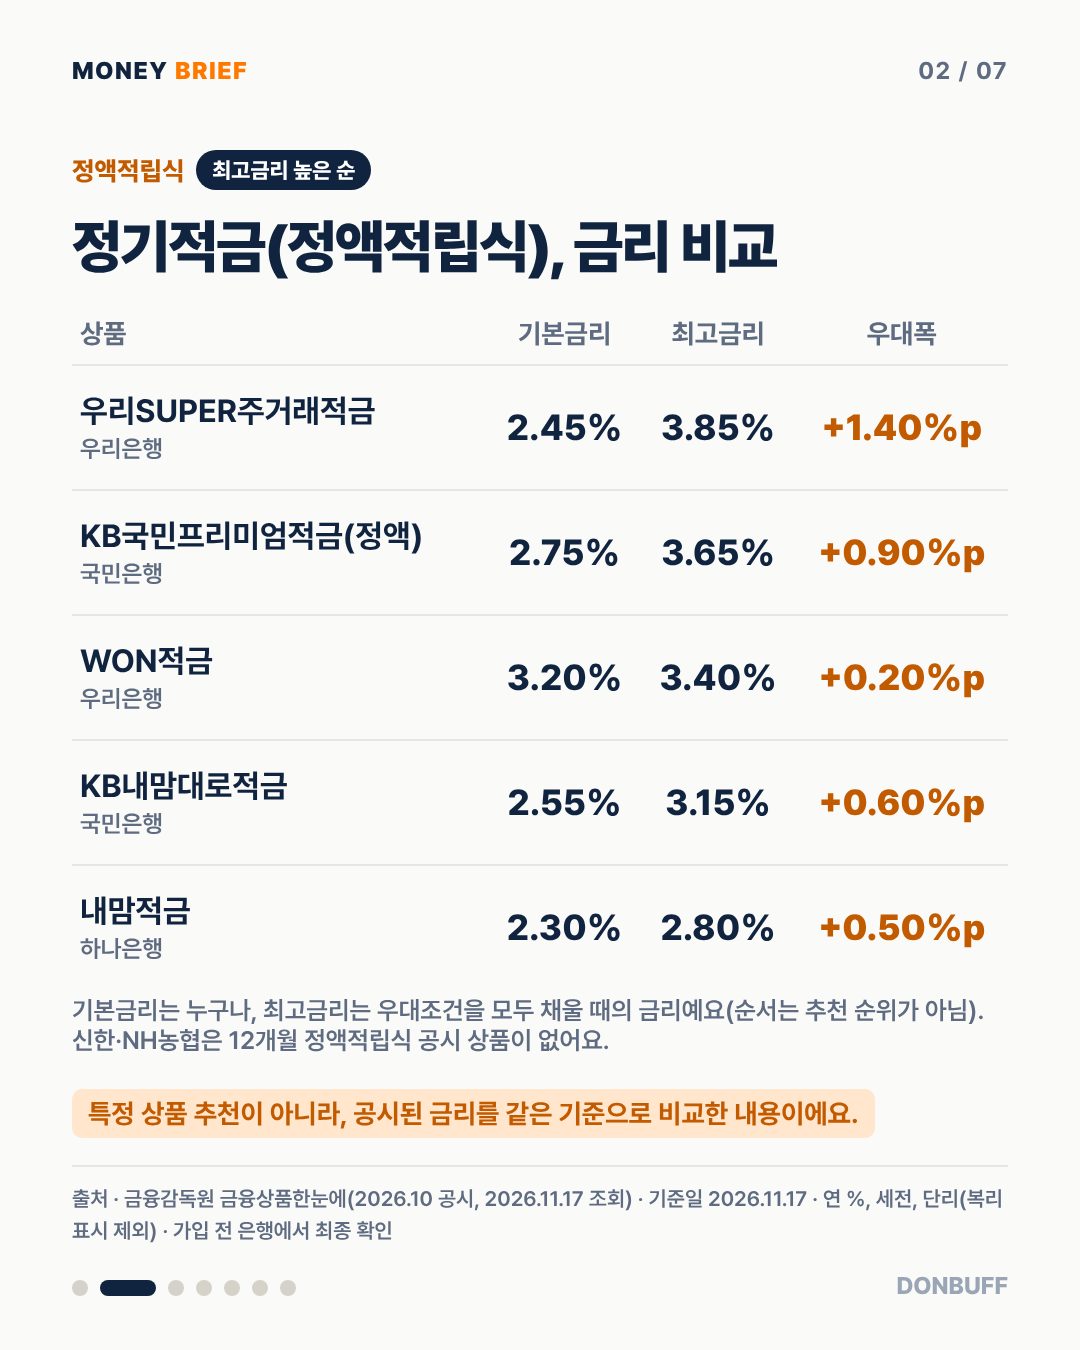 MONEY BRIEF
02 / 07
정액적립식
최고금리 높은 순
정기적금(정액적립식), 금리 비교
상품 기본금리 최고금리 우대폭
우리SUPER주거래적금
우리은행
2.45% 3.85% +1.40%p
KB국민프리미엄적금(정액)
국민은행
2.75% 3.65% +0.90%p
WON적금
우리은행
3.20% 3.40% +0.20%p
KB내맘대로적금
국민은행
2.55% 3.15% +0.60%p
내맘적금
하나은행
2.30% 2.80% +0.50%p
기본금리는 누구나, 최고금리는 우대조건을 모두 채울 때의 금리예요(순서는 추천 순위가 아님).
신한·NH농협은 12개월 정액적립식 공시 상품이 없어요.
특정 상품 추천이 아니라, 공시된 금리를 같은 기준으로 비교한 내용이에요.
출처 · 금융감독원 금융상품한눈에(2026.10 공시, 2026.11.17 조회) · 기준일 2026.11.17 · 연 %, 세전, 단리(복리
표시 제외) · 가입 전 은행에서 최종 확인
DONBUFF